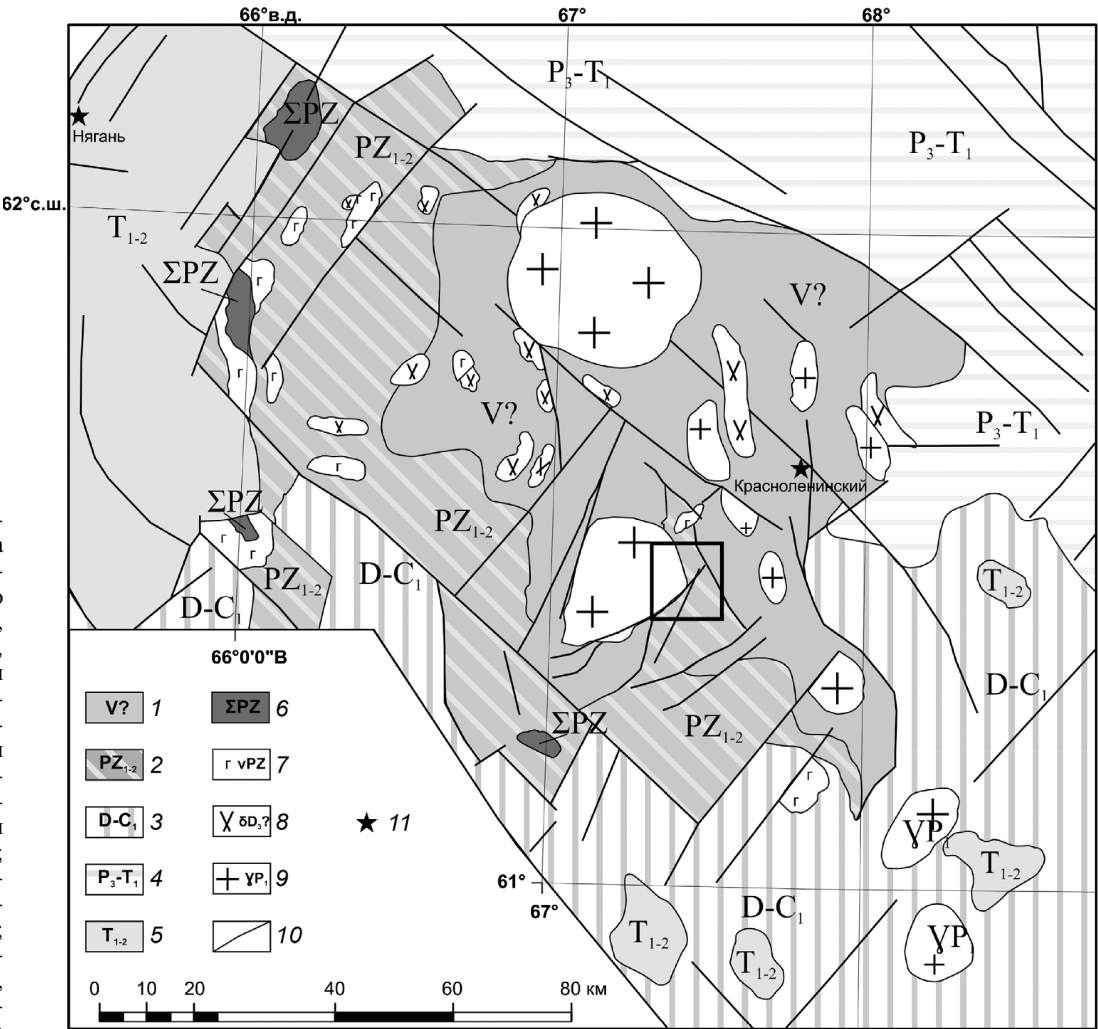 66°в.д.
67°
68°
P₃-T₁
ΣPZ
Нягань
PZ₁₋₂
P₃-T₁
62°с.ш.
T₁₋₂
ΣPZ
V?
V?
P₃-T₁
Красноленинский
ΣPZ
PZ₁₋₂
D-C₁
PZ₁₋₂
T₁₋₂
D-C₁
66°0'0"В
D-C₁
ΣPZ
PZ₁₋₂
V? 1
ΣPZ 6
PZ₁₋₂ 2
г νPZ 7
D-C₁ 3
δD₃? 8
11
P₃-T₁ 4
ɣP₁ 9
T₁₋₂ 5
10
ɣP₁
T₁₋₂
61°
67°
D-C₁
T₁₋₂
T₁₋₂
ɣP₁
0 10 20 40 60 80 км